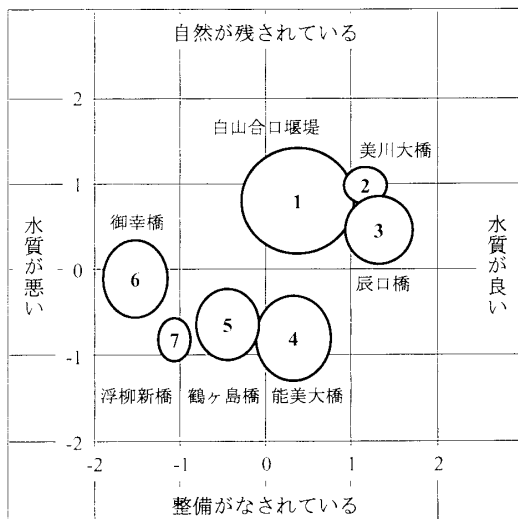 自然が残されている
2
白山合口堰堤
美川大橋
1
2
1
3
御幸橋
水質が悪い
水質が良い
0
6
辰口橋
5
4
7
-1
浮柳新橋
鶴ヶ島橋
能美大橋
-2
-2
-1
0
1
2
整備がなされている